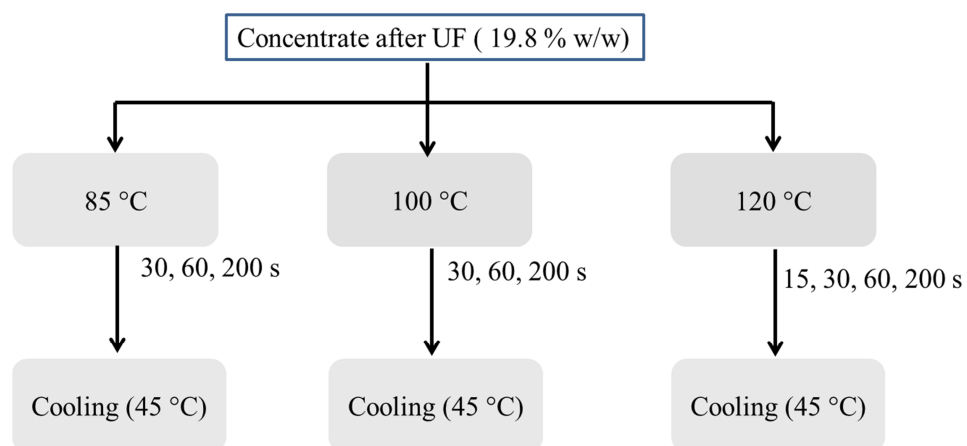 Concentrate after UF ( 19.8 % w/w)
85 °C
100 °C
120 °C
30, 60, 200 s
30, 60, 200 s
15, 30, 60, 200 s
Cooling (45 °C)
Cooling (45 °C)
Cooling (45 °C)